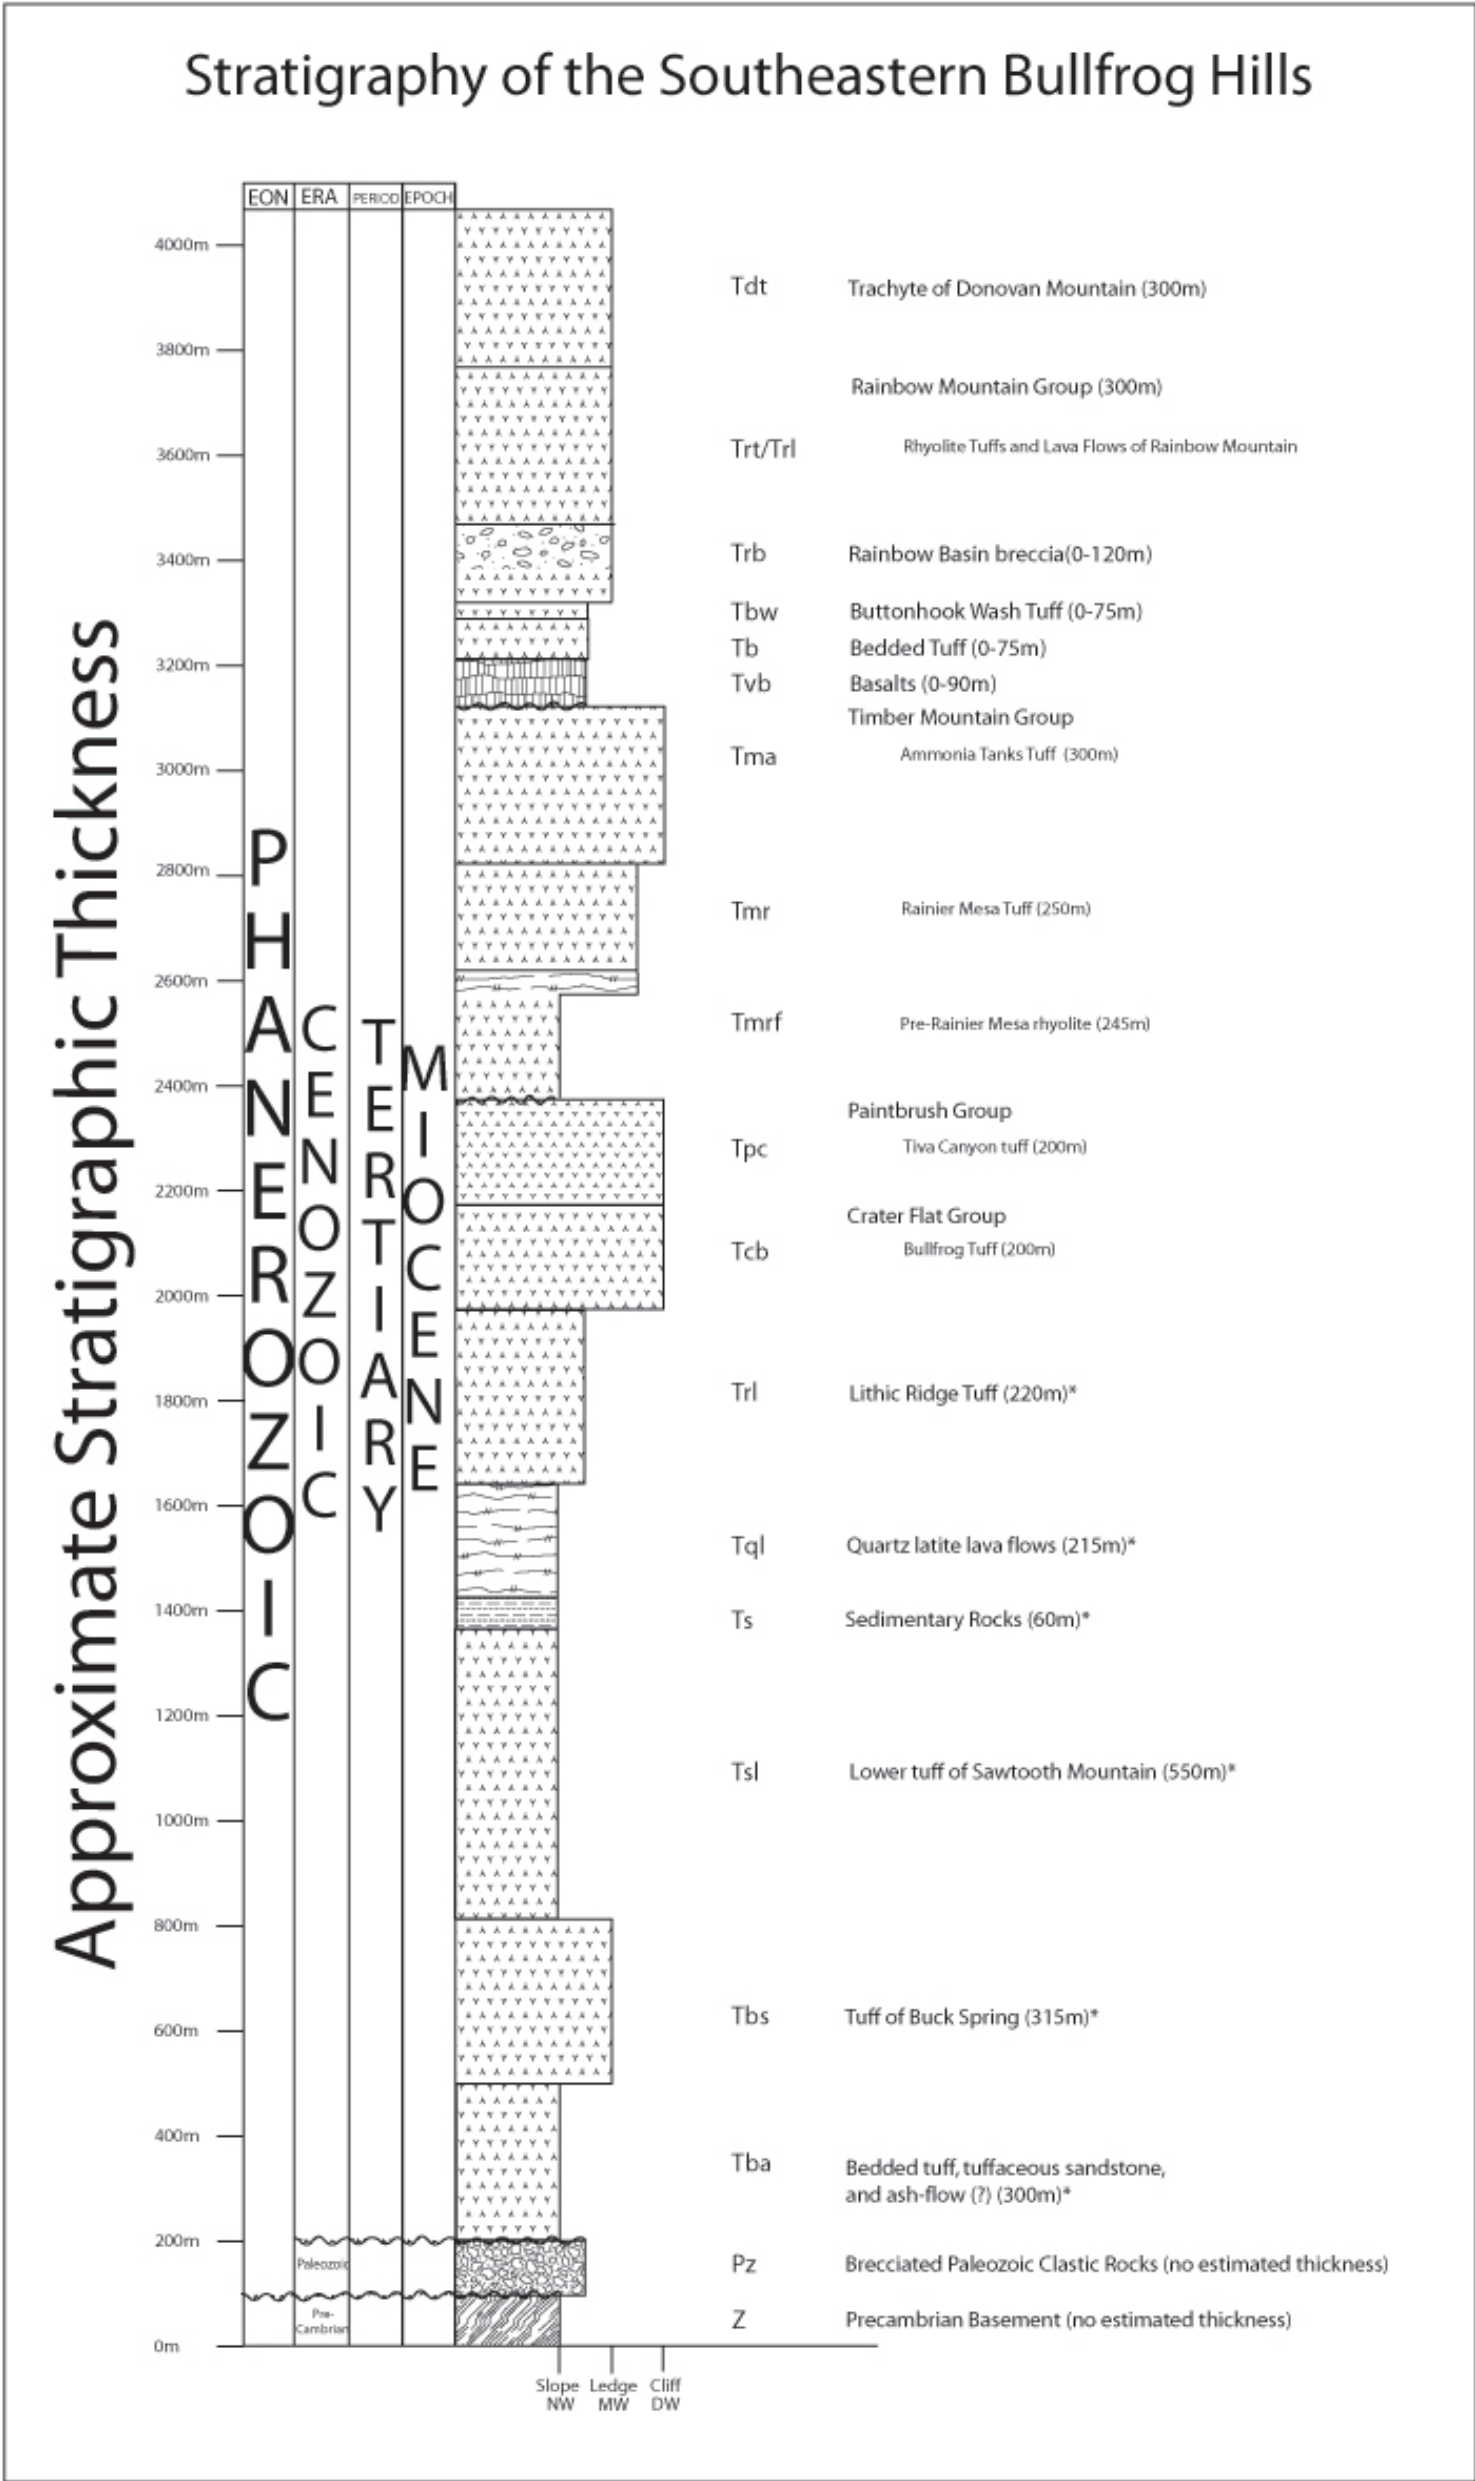 Stratigraphy of the Southeastern Bullfrog Hills
Approximate Stratigraphic Thickness
EON ERA PERIOD EPOCH
4000m
3800m
3600m
3400m
3200m
3000m
2800m
2600m
2400m
2200m
2000m
1800m
1600m
1400m
1200m
1000m
800m
600m
400m
200m
0m
PHANEROZOIC
CENOZOIC
TERTIARY
MIOCENE
Paleozoic
Pre-
Cambrian
Tdt Trachyte of Donovan Mountain (300m)
Rainbow Mountain Group (300m)
Trt/Trl Rhyolite Tuffs and Lava Flows of Rainbow Mountain
Trb Rainbow Basin breccia(0-120m)
Tbw Buttonhook Wash Tuff (0-75m)
Tb Bedded Tuff (0-75m)
Tvb Basalts (0-90m)
Timber Mountain Group
Tma Ammonia Tanks Tuff (300m)
Tmr Rainier Mesa Tuff (250m)
Tmrf Pre-Rainier Mesa rhyolite (245m)
Paintbrush Group
Tpc Tiva Canyon tuff (200m)
Crater Flat Group
Tcb Bullfrog Tuff (200m)
Trl Lithic Ridge Tuff (220m)*
Tql Quartz latite lava flows (215m)*
Ts Sedimentary Rocks (60m)*
Tsl Lower tuff of Sawtooth Mountain (550m)*
Tbs Tuff of Buck Spring (315m)*
Tba Bedded tuff, tuffaceous sandstone,
and ash-flow (?) (300m)*
Pz Brecciated Paleozoic Clastic Rocks (no estimated thickness)
Z Precambrian Basement (no estimated thickness)
Slope Ledge Cliff
NW MW DW